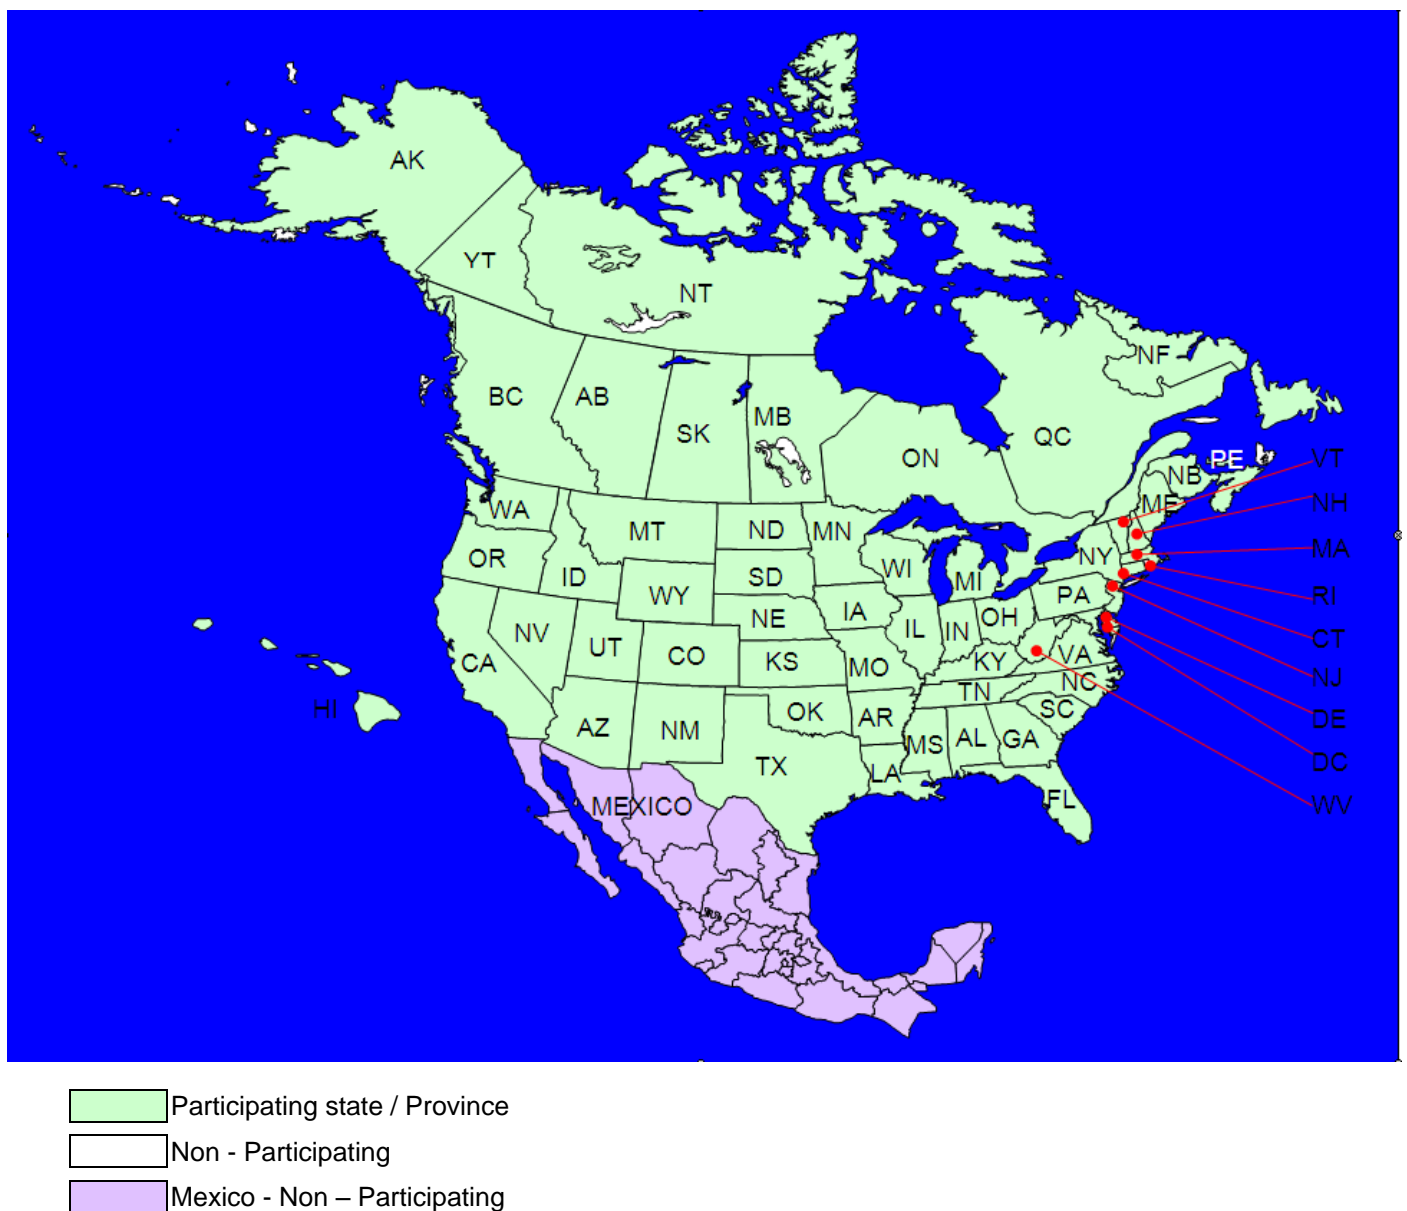 AK
YT
NT
NF
BC
AB
SK
MB
ON
QC
PE
NB
VT
ME
NH
WA
MT
ND
MN
MA
OR
ID
SD
WI
MI
NY
WY
NE
IA
PA
RI
NV
UT
CO
KS
MO
IL
IN
OH
CT
CA
KY
VA
NJ
HI
AZ
NM
OK
AR
TN
NC
SC
DE
TX
LA
MS
AL
GA
DC
MEXICO
FL
WV
Participating state / Province
Non - Participating
Mexico - Non – Participating